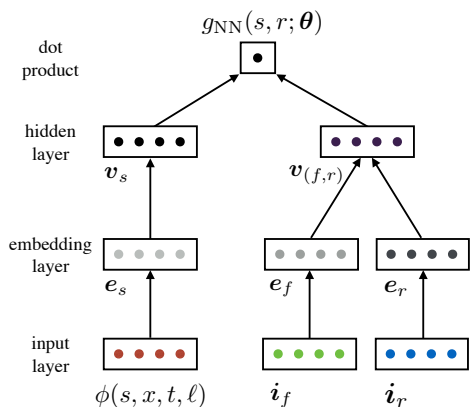 g_NN(s, r; θ)
dot
product
hidden
layer
v_s
v_(f,r)
embedding
layer
e_s
e_f
e_r
input
layer
ϕ(s, x, t, ℓ)
i_f
i_r